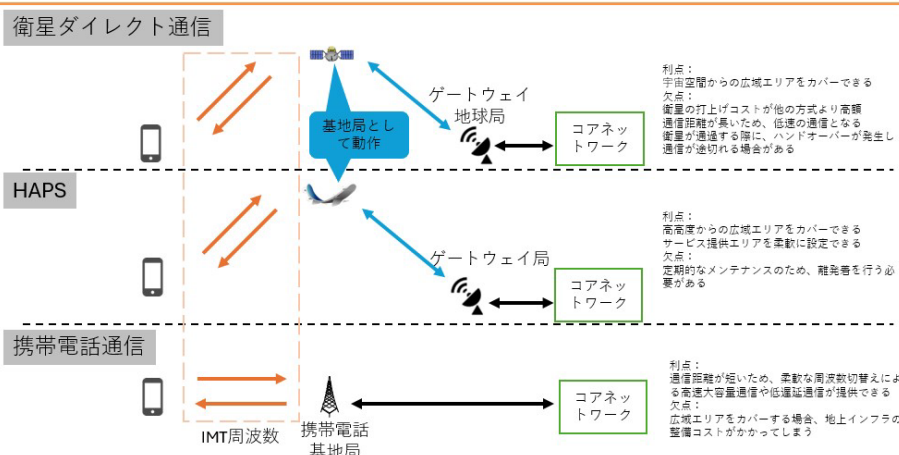 衛星ダイレクト通信
基地局とし
て動作
ゲートウェイ
地球局
コアネッ
トワーク
利点：
宇宙空間からの広域エリアをカバーできる
欠点：
衛星の打上げコストが他の方式より高額
通信距離が長いため、低速の通信となる
衛星が通過する際に、ハンドオーバーが発生し
通信が途切れる場合がある
HAPS
ゲートウェイ局
コアネッ
トワーク
利点：
高高度からの広域エリアをカバーできる
サービス提供エリアを柔軟に設定できる
欠点：
定期的なメンテナンスのため、離発着を行う必
要がある
携帯電話通信
IMT周波数
携帯電話
基地局
コアネッ
トワーク
利点：
通信距離が短いため、柔軟な周波数切替えによ
る高速大容量通信や低遅延通信が提供できる
欠点：
広域エリアをカバーする場合、地上インフラの
整備コストがかかってしまう